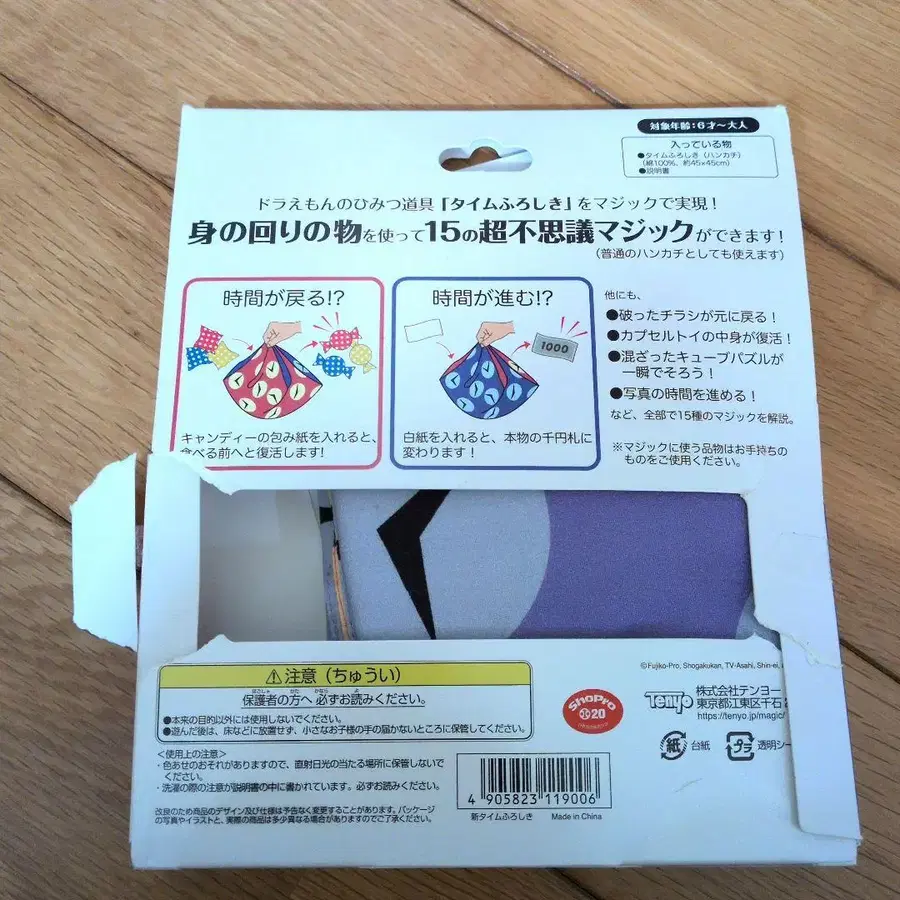 対象年齢:6才〜大人
入っている物
●タイムふろしき(ハンカチ)
(綿100%、約45×45cm)
●説明書
ドラえもんのひみつ道具「タイムふろしき」をマジックで実現!
身の回りの物を使って15の超不思議マジックができます!
(普通のハンカチとしても使えます)
時間が戻る!?
キャンディーの包み紙を入れると、
食べる前へと復活します!
時間が進む!?
1000
白紙を入れると、本物の千円札に
変わります!
他にも、
●破ったチラシが元に戻る!
●カプセルトイの中身が復活!
●混ざったキューブパズルが
一瞬でそろう!
●写真の時間を進める!
など、全部で15種のマジックを解説。
※マジックに使う品物はお手持ちの
ものをご使用ください。
⚠注意(ちゅうい)
保護者の方へ 必ずお読みください。
ほごしゃ かた かなら
●本来の目的以外には使用しないでください。
●遊んだ後は、床などに放置せず、小さなお子様の手の届かないところに保管してください。
<使用上の注意>
・色あせのおそれがありますので、直射日光の当たる場所に保管しないで
ください。
・洗濯の際の注意が説明書の中に書かれています。必ずお読みください。
改良のため商品のデザイン及び仕様は予告なく変更することがあります。パッケージ
の写真やイラストと、実際の商品は多少異なる場合がありますのでご了承ください。
©Fujiko-Pro, Shogakukan, TV-Asahi, Shin-ei,
ShoPro
20
Tenyo
株式会社テンヨー
東京都江東区千石
https://tenyo.jp/magic/
紙 台紙
プラ 透明シー
4 905823 119006
新タイムふろしき Made in China